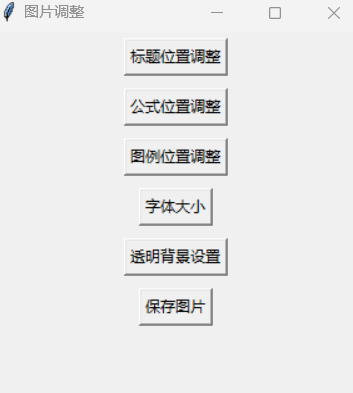 图片调整
标题位置调整
公式位置调整
图例位置调整
字体大小
透明背景设置
保存图片